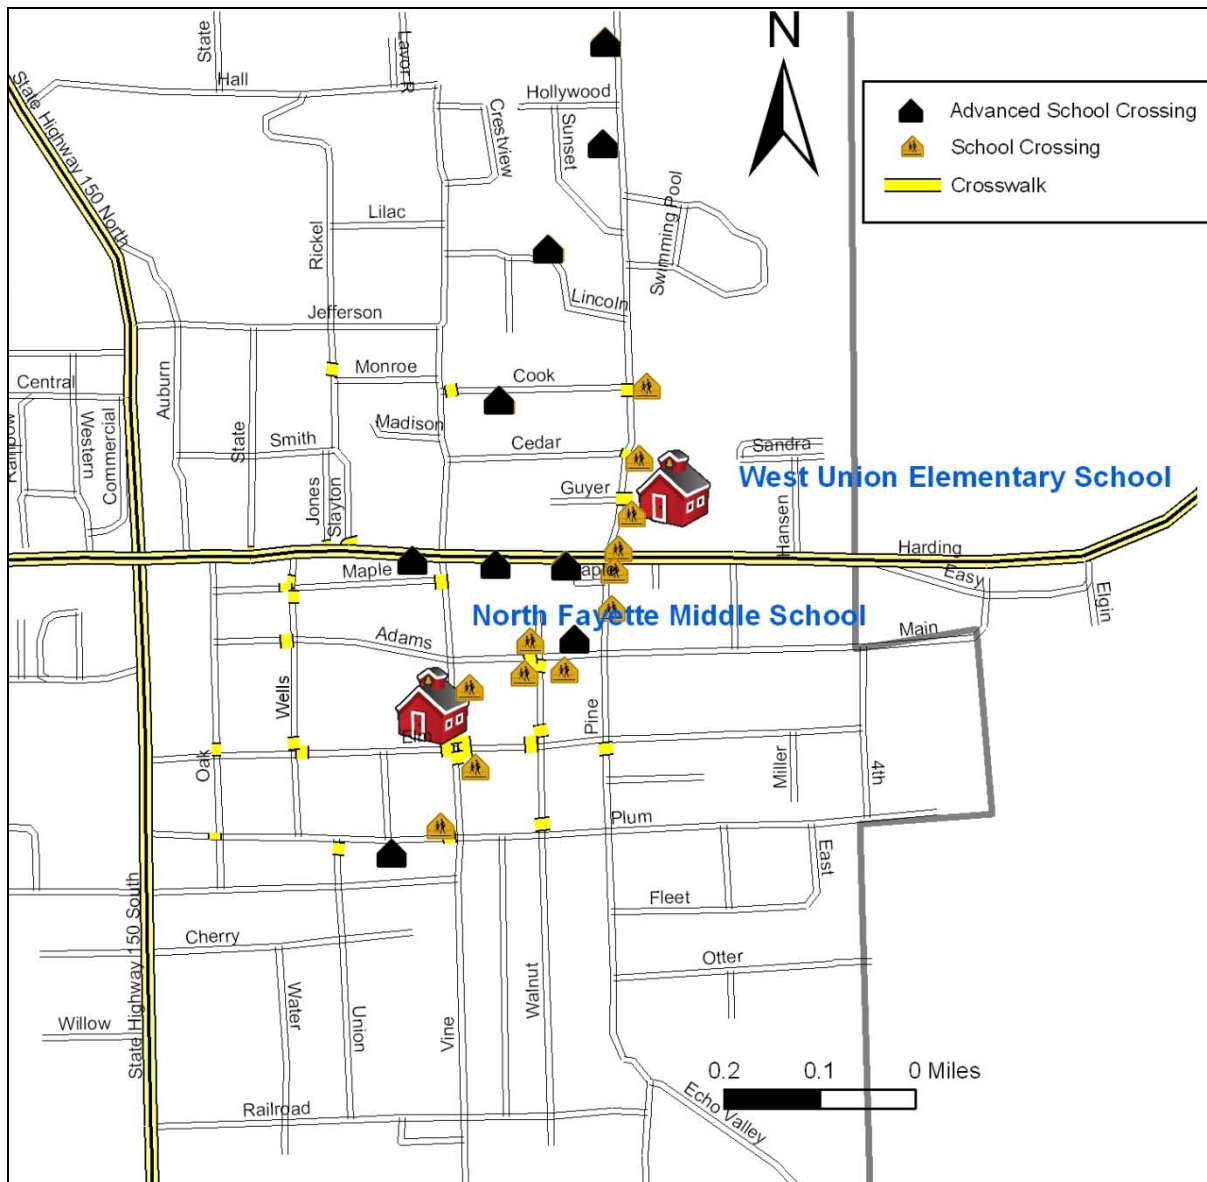 State
Lavor R
N
Hall
Hollywood
Crestview
Sunset
Advanced School Crossing
School Crossing
Crosswalk
State Highway 150 North
Lilac
Rickel
Swimming Pool
Lincoln
Jefferson
Monroe
Cook
Central
Auburn
Rainbow
Western
Commercial
State
Smith
Madison
Cedar
Sandra
West Union Elementary School
Guyer
Jones
Slayton
Hansen
Harding
Maple
aple
Easy
Elgin
North Fayette Middle School
Adams
Main
Wells
Pine
Oak
Elm
Miller
4th
Plum
East
State Highway 150 South
Fleet
Cherry
Otter
Water
Union
Vine
Walnut
Willow
0.2 0.1 0 Miles
Echo Valley
Railroad